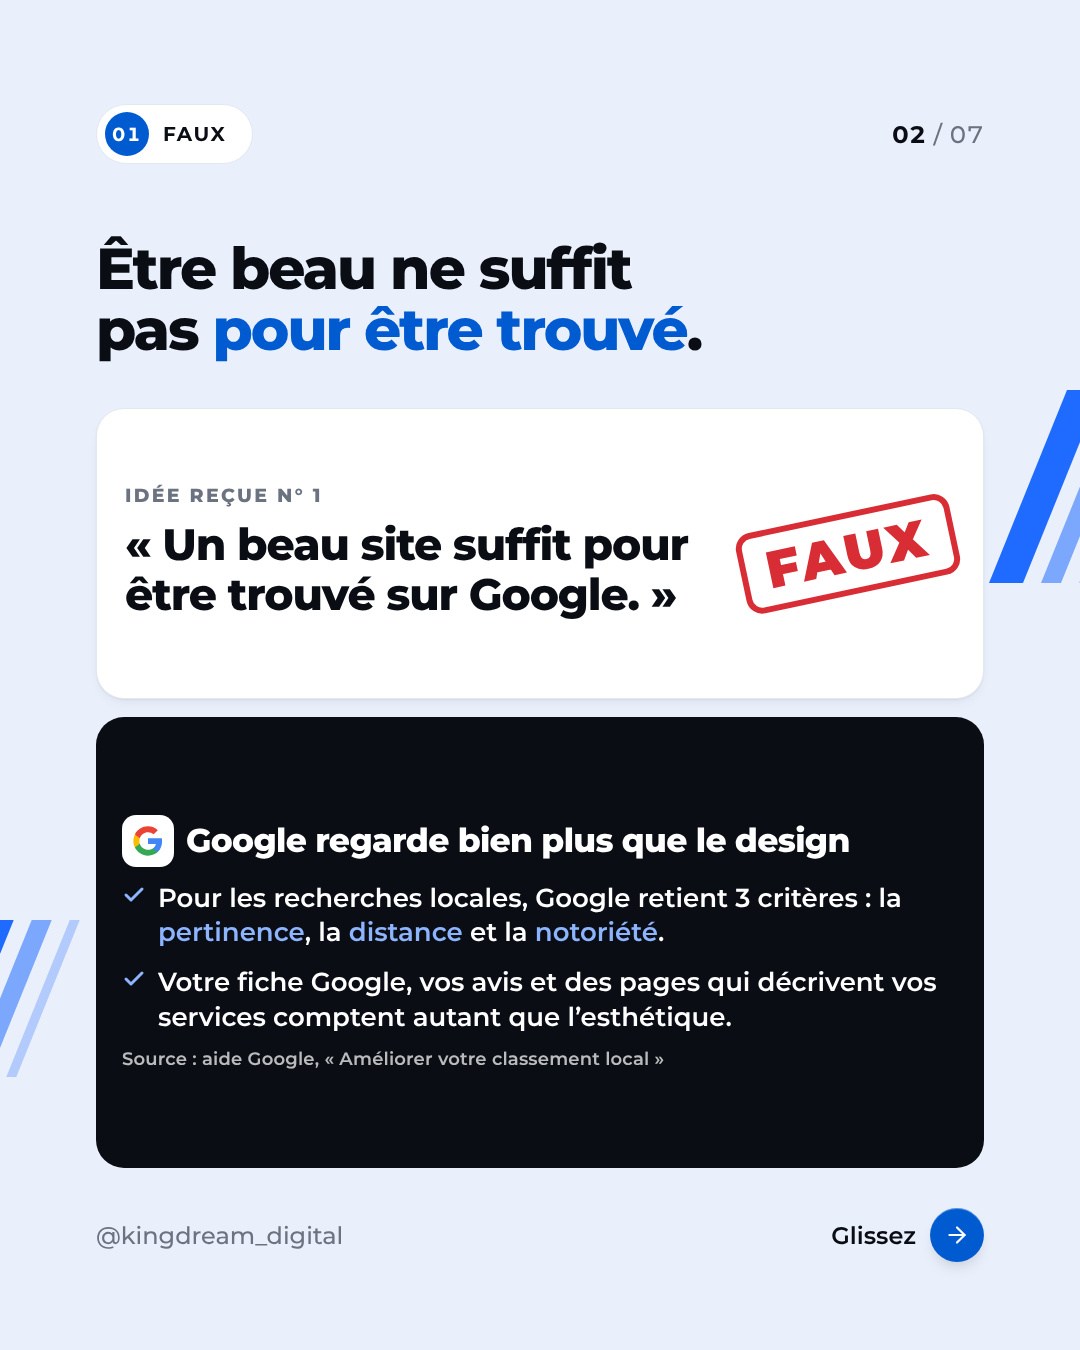 01 FAUX
02 / 07
Être beau ne suffit
pas pour être trouvé.
IDÉE REÇUE N° 1
« Un beau site suffit pour
être trouvé sur Google. »
FAUX
Google regarde bien plus que le design
Pour les recherches locales, Google retient 3 critères : la
pertinence, la distance et la notoriété.
Votre fiche Google, vos avis et des pages qui décrivent vos
services comptent autant que l’esthétique.
Source : aide Google, « Améliorer votre classement local »
@kingdream_digital
Glissez